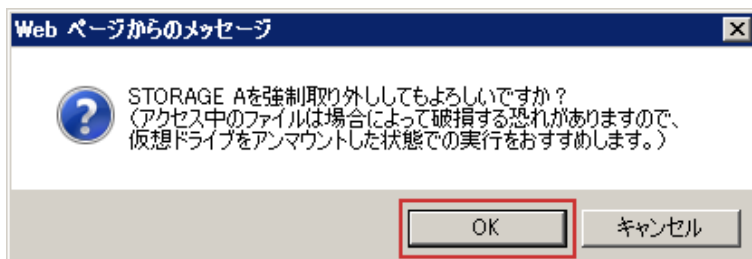 Web ページからのメッセージ
STORAGE Aを強制取り外ししてもよろしいですか？
（アクセス中のファイルは場合によって破損する恐れがありますので、
仮想ドライブをアンマウントした状態での実行をおすすめします。）
OK
キャンセル